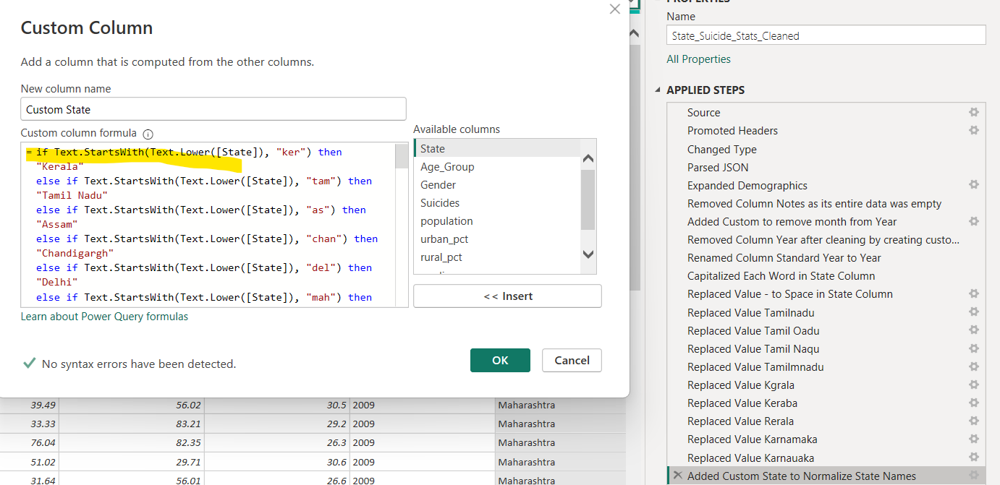 Custom Column
Add a column that is computed from the other columns.
New column name
Custom State
Custom column formula
= if Text.StartsWith(Text.Lower([State]), "ker") then
"Kerala"
else if Text.StartsWith(Text.Lower([State]), "tam") then
"Tamil Nadu"
else if Text.StartsWith(Text.Lower([State]), "as") then
"Assam"
else if Text.StartsWith(Text.Lower([State]), "chan") then
"Chandigargh"
else if Text.StartsWith(Text.Lower([State]), "del") then
"Delhi"
else if Text.StartsWith(Text.Lower([State]), "mah") then
Available columns
State
Age_Group
Gender
Suicides
population
urban_pct
rural_pct
<< Insert
Learn about Power Query formulas
No syntax errors have been detected.
OK
Cancel
39.49 56.02 30.5 2009 Maharashtra
33.33 83.21 29.2 2009 Maharashtra
76.04 82.35 26.3 2009 Maharashtra
51.02 29.71 30.6 2009 Maharashtra
31.64 56.01 26.6 2009 Maharashtra
PROPERTIES
Name
State_Suicide_Stats_Cleaned
All Properties
APPLIED STEPS
Source
Promoted Headers
Changed Type
Parsed JSON
Expanded Demographics
Removed Column Notes as its entire data was empty
Added Custom to remove month from Year
Removed Column Year after cleaning by creating custo...
Renamed Column Standard Year to Year
Capitalized Each Word in State Column
Replaced Value - to Space in State Column
Replaced Value Tamilnadu
Replaced Value Tamil Oadu
Replaced Value Tamil Naqu
Replaced Value Tamilmnadu
Replaced Value Kgrala
Replaced Value Keraba
Replaced Value Rerala
Replaced Value Karnamaka
Replaced Value Karnauaka
Added Custom State to Normalize State Names